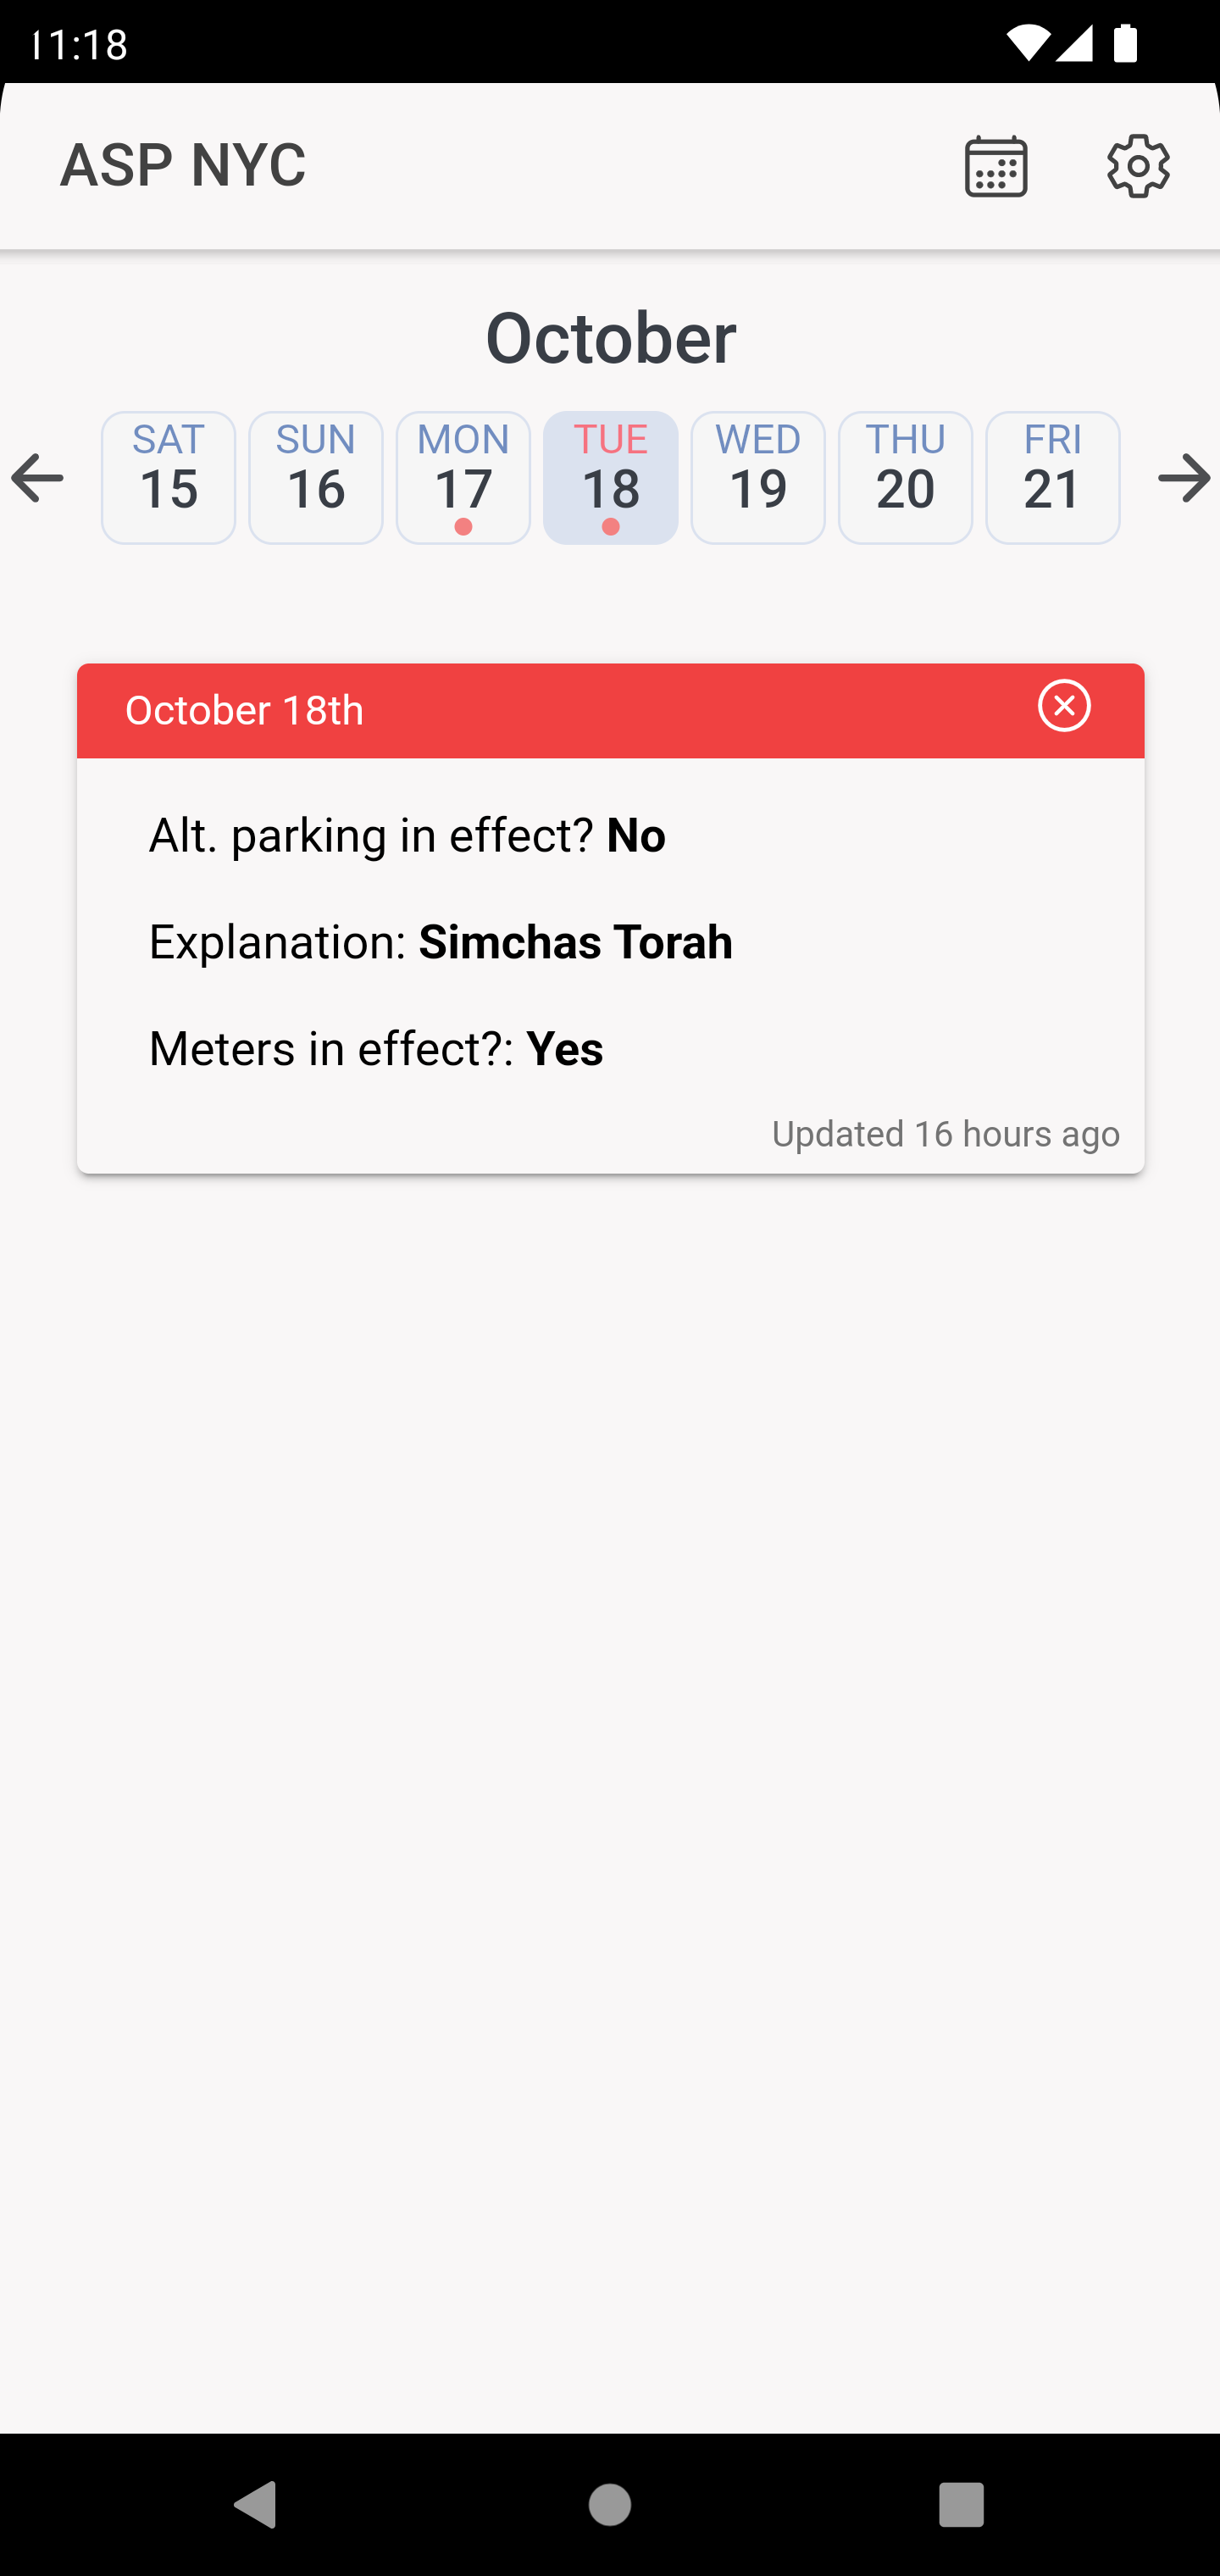 11:18
ASP NYC
October
SAT SUN MON TUE WED THU FRI
15 16 17 18 19 20 21
October 18th
Alt. parking in effect? No
Explanation: Simchas Torah
Meters in effect?: Yes
Updated 16 hours ago